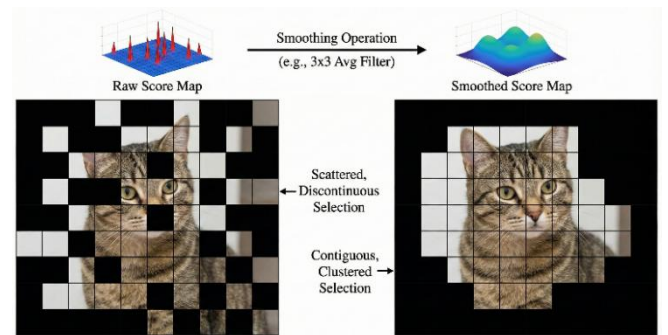 Smoothing Operation
(e.g., 3x3 Avg Filter)
Raw Score Map
Smoothed Score Map
Scattered,
Discontinuous
Selection
Contiguous,
Clustered
Selection